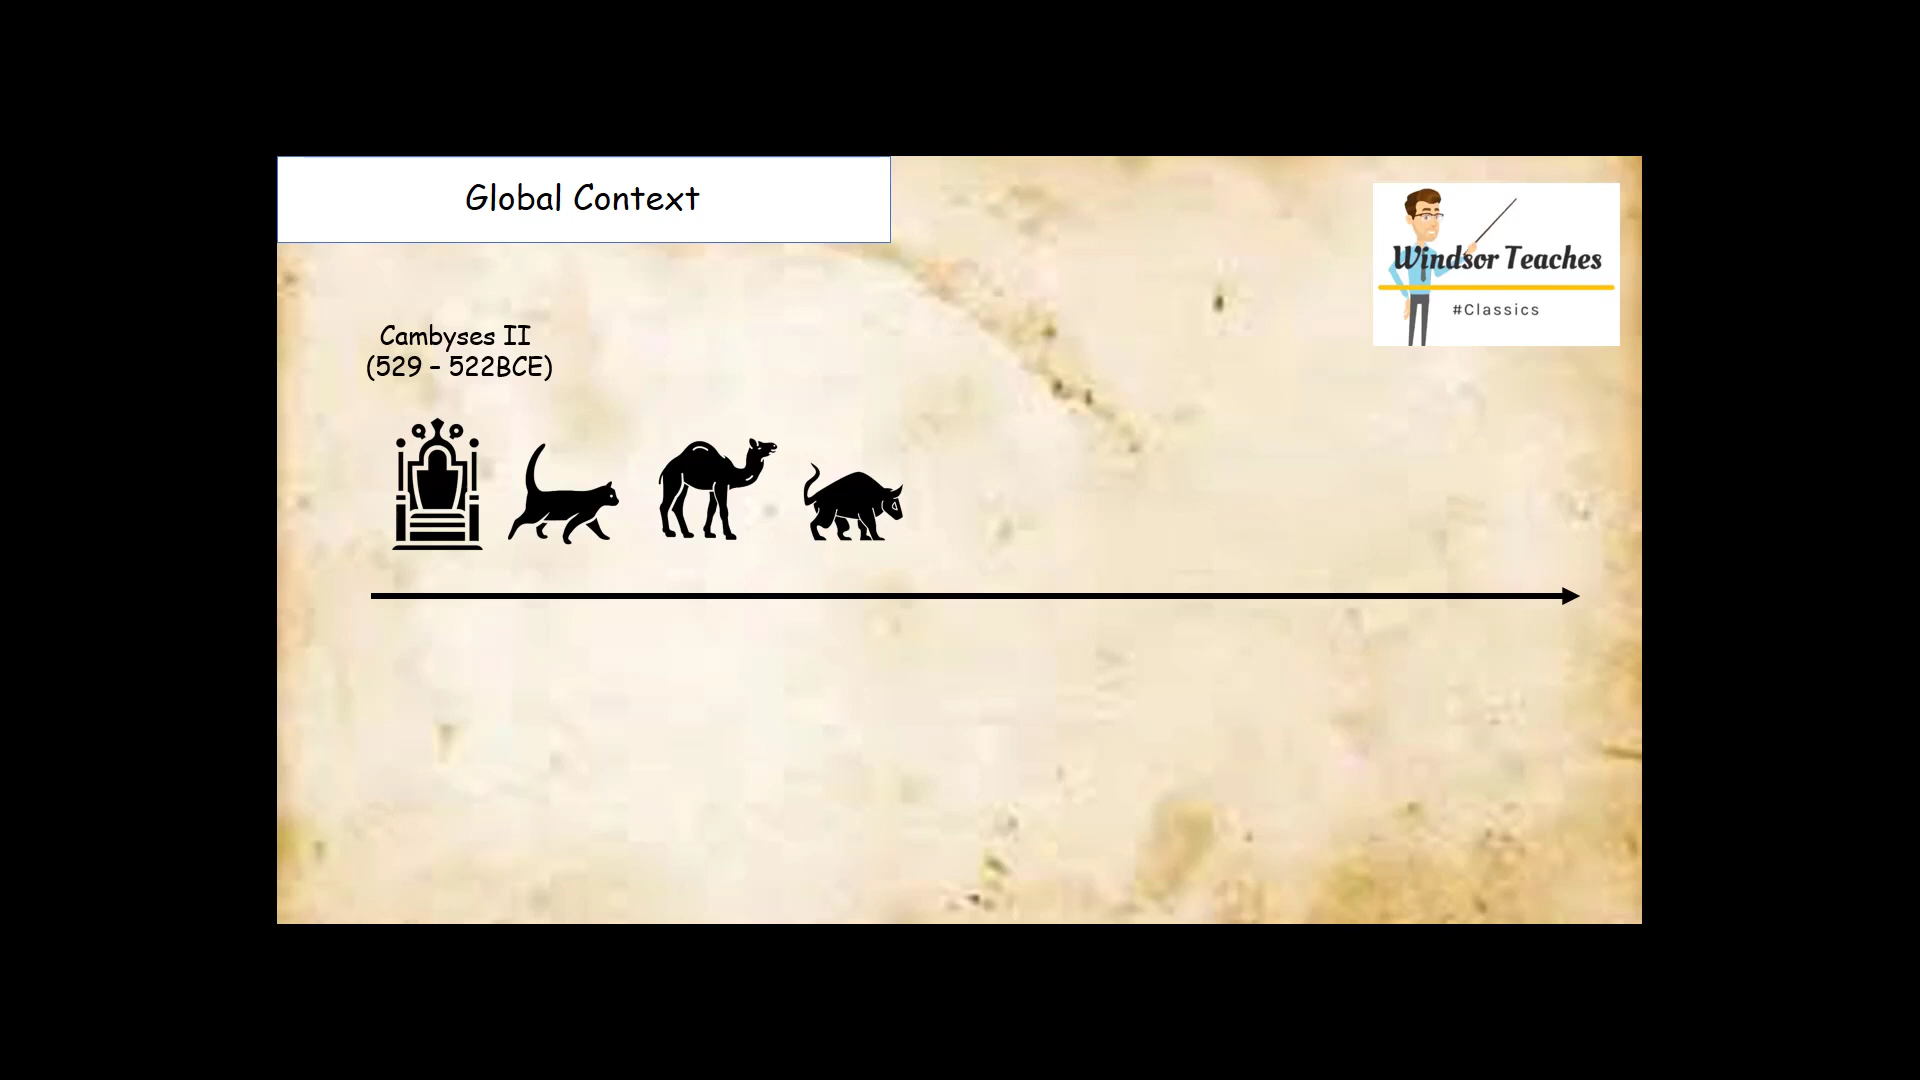 Global Context
Windsor Teaches
#Classics
Cambyses II
(529 – 522BCE)